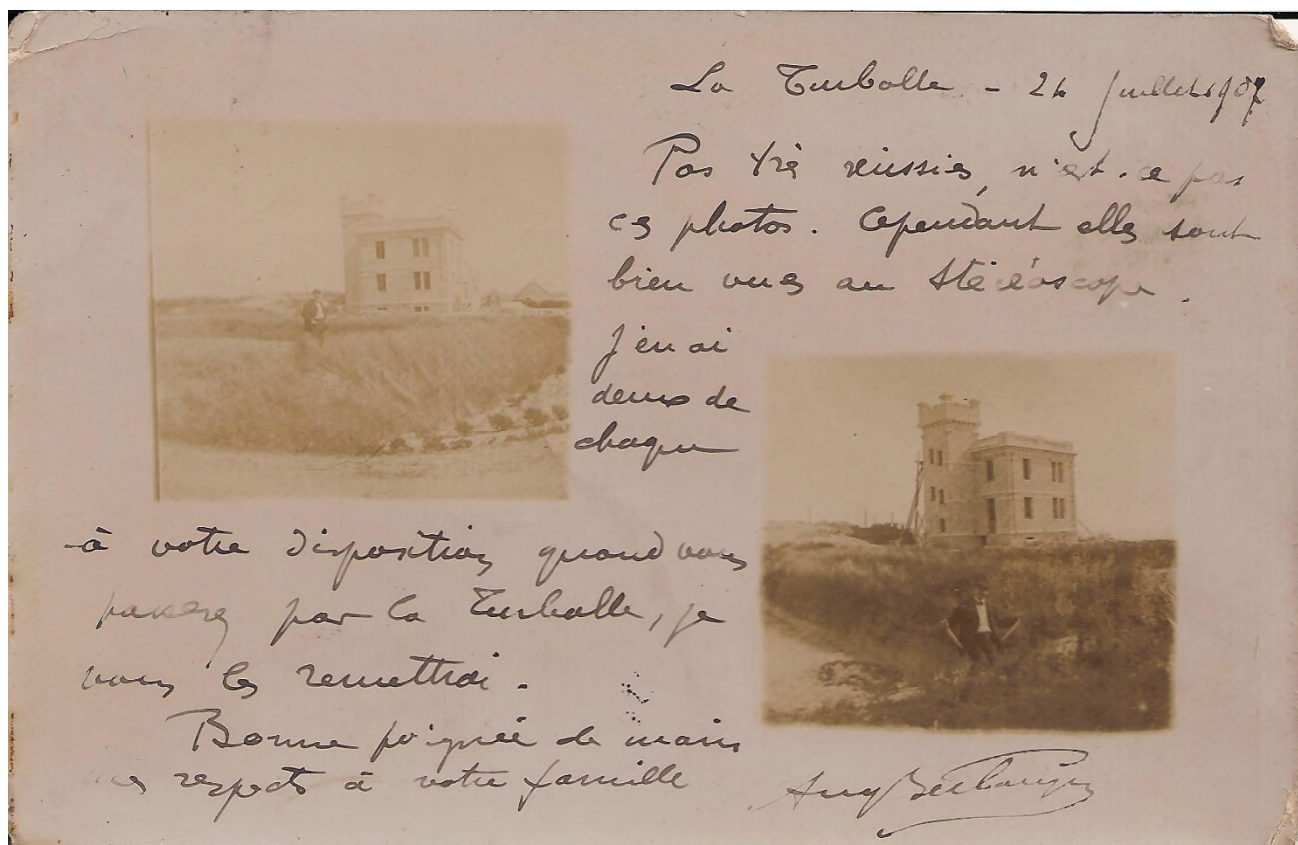 La Turballe - 24 Juillet 1907
Pas très réussies, n'est-ce pas
ces photos. Cependant elles sont
bien vues au stéréoscope.
J'en ai
deux de
chaque
à votre disposition quand vous
passerez par la Turballe, je
vous les remettrai.
Bonne poignée de main
mes respects à votre famille